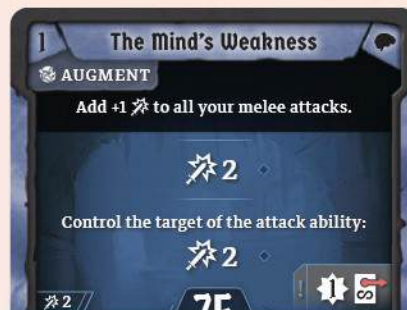 1 The Mind's Weakness
AUGMENT
Add +1 to all your melee attacks.
2
Control the target of the attack ability:
2
2
75
! 1